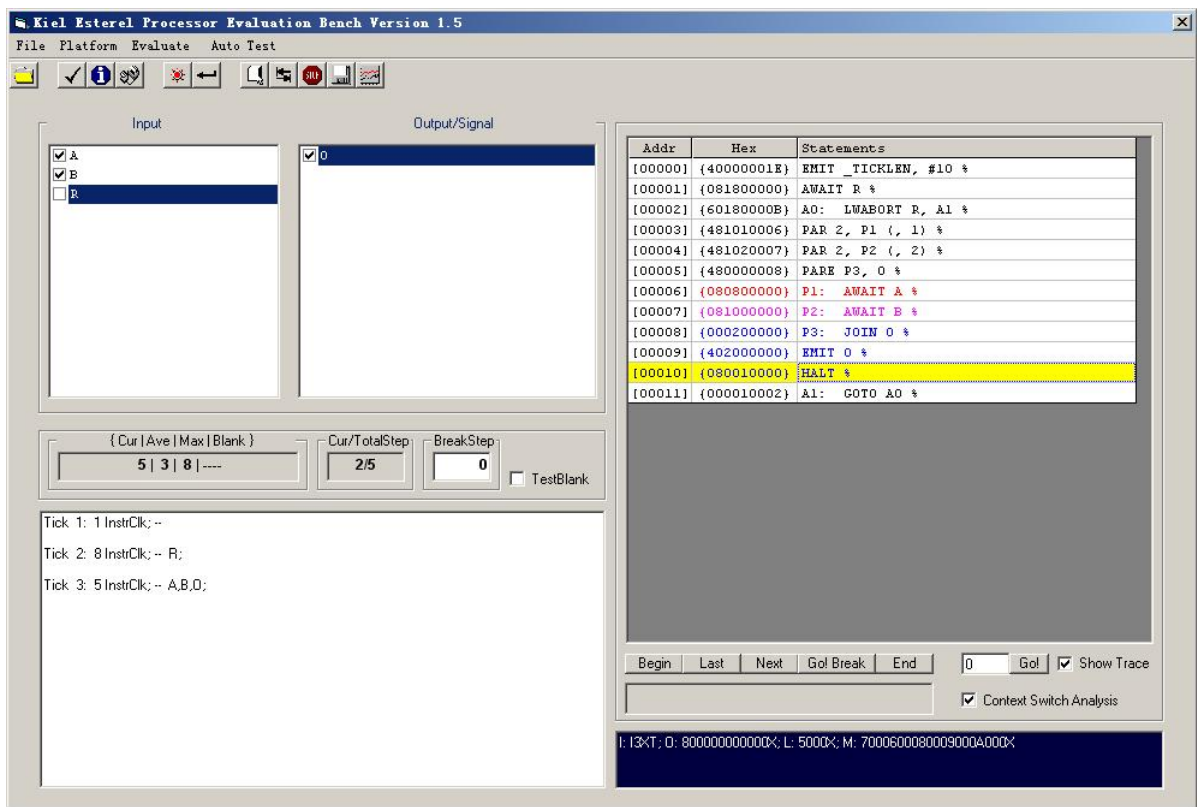 Kiel Esterel Processor Evaluation Bench Version 1.5
File Platform Evaluate Auto Test
Input Output/Signal
A
B
R
O
{ Cur | Ave | Max | Blank }
5 | 3 | 8 | ----
Cur/TotalStep
2/5
BreakStep
0
TestBlank
Tick 1: 1 InstrClk; --
Tick 2: 8 InstrClk; -- R;
Tick 3: 5 InstrClk; -- A,B,O;
Addr Hex Statements
[00000] {40000001E} EMIT _TICKLEN, #10 %
[00001] {081800000} AWAIT R %
[00002] {60180000B} A0: LWABORT R, A1 %
[00003] {481010006} PAR 2, P1 (, 1) %
[00004] {481020007} PAR 2, P2 (, 2) %
[00005] {480000008} PARE P3, 0 %
[00006] {080800000} P1: AWAIT A %
[00007] {081000000} P2: AWAIT B %
[00008] {000200000} P3: JOIN 0 %
[00009] {402000000} EMIT O %
[00010] {080010000} HALT %
[00011] {000010002} A1: GOTO A0 %
Begin Last Next Go! Break End 0 Go! Show Trace
Context Switch Analysis
I: I3XT; O: 800000000000X; L: 5000X; M: 7000600080009000A000X